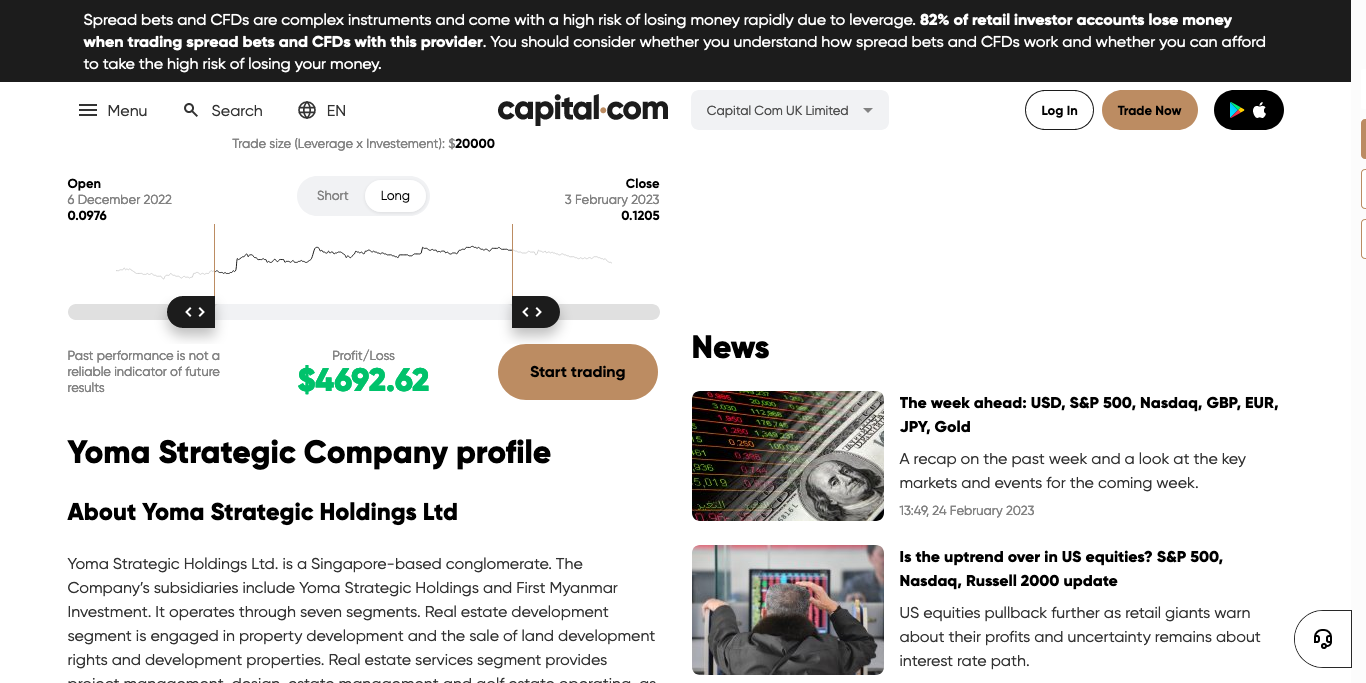 Spread bets and CFDs are complex instruments and come with a high risk of losing money rapidly due to leverage. 82% of retail investor accounts lose money
when trading spread bets and CFDs with this provider. You should consider whether you understand how spread bets and CFDs work and whether you can afford
to take the high risk of losing your money.
Menu
Search
EN
capital.com
Capital Com UK Limited
Log In
Trade Now
Trade size (Leverage x Investement): $20000
Open
6 December 2022
0.0976
Short
Long
Close
3 February 2023
0.1205
Past performance is not a
reliable indicator of future
results
Profit/Loss
$4692.62
Start trading
Yoma Strategic Company profile
About Yoma Strategic Holdings Ltd
Yoma Strategic Holdings Ltd. is a Singapore-based conglomerate. The
Company's subsidiaries include Yoma Strategic Holdings and First Myanmar
Investment. It operates through seven segments. Real estate development
segment is engaged in property development and the sale of land development
rights and development properties. Real estate services segment provides
project management, design, estate management and golf estate operating, as
News
The week ahead: USD, S&P 500, Nasdaq, GBP, EUR,
JPY, Gold
A recap on the past week and a look at the key
markets and events for the coming week.
13:49, 24 February 2023
Is the uptrend over in US equities? S&P 500,
Nasdaq, Russell 2000 update
US equities pullback further as retail giants warn
about their profits and uncertainty remains about
interest rate path.